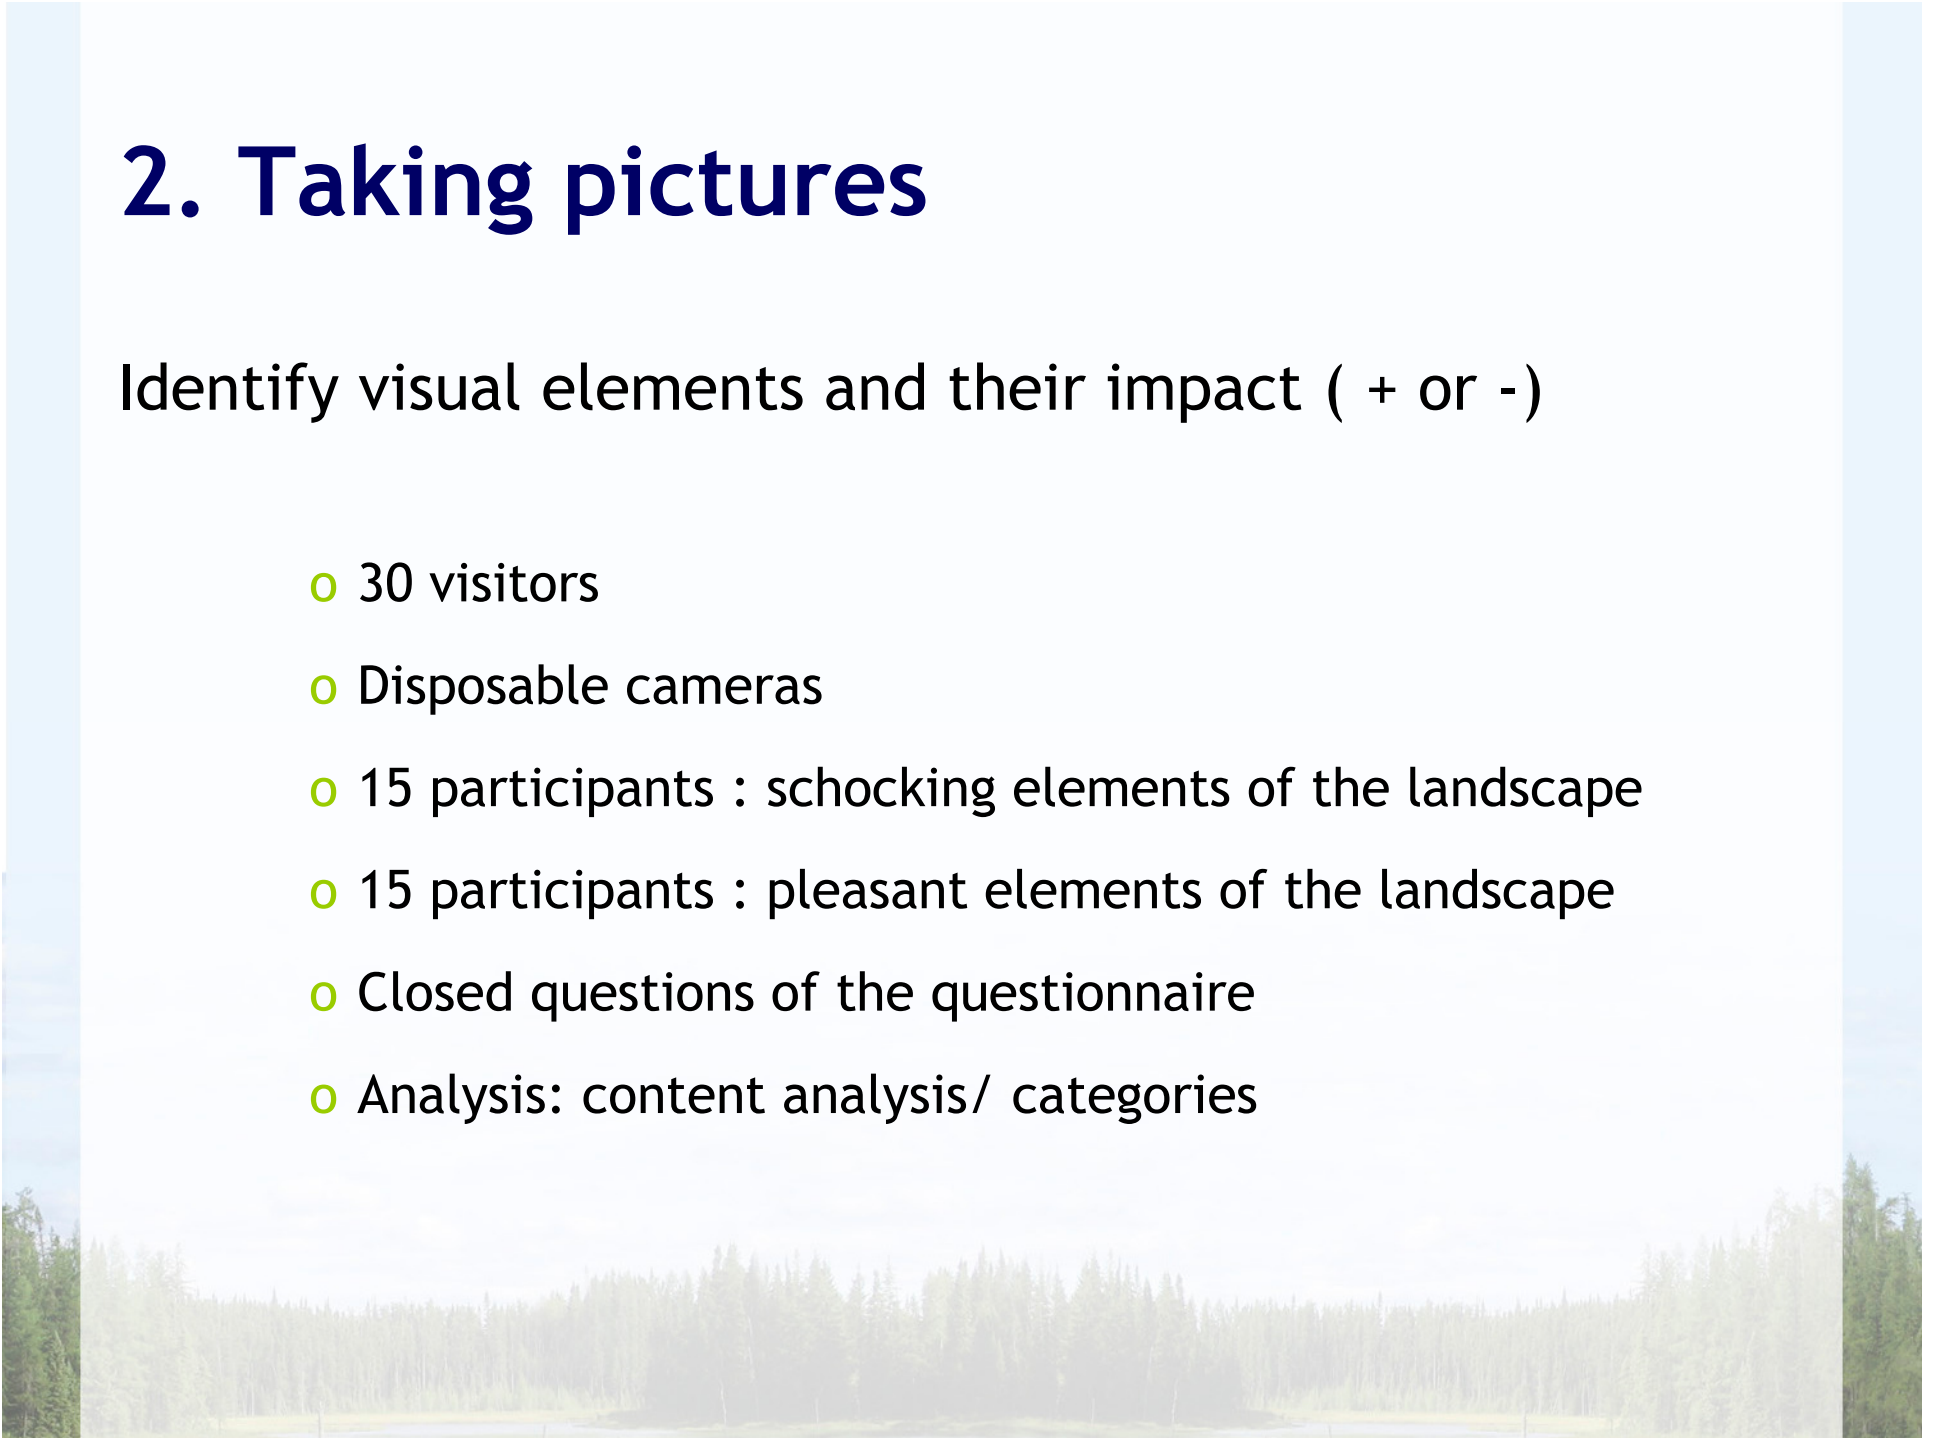 2. Taking pictures
Identify visual elements and their impact ( + or -)
o 30 visitors
o Disposable cameras
o 15 participants : schocking elements of the landscape
o 15 participants : pleasant elements of the landscape
o Closed questions of the questionnaire
o Analysis: content analysis/ categories